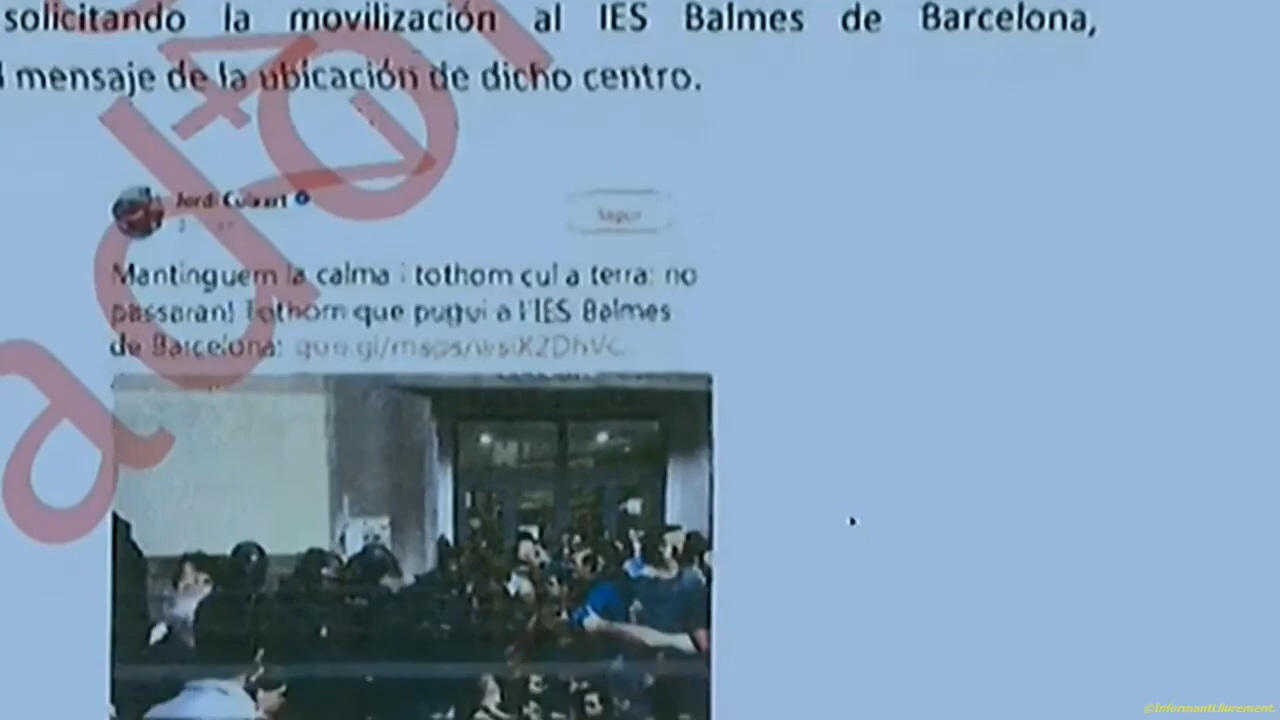 solicitando la movilización al IES Balmes de Barcelona,
mensaje de la ubicación de dicho centro.
Jordi Cuixart
Seguir
Mantinguem la calma i tothom cul a terra: no
passaran! Tothom que pugui a l'IES Balmes
de Barcelona:
©InformantLliurement.